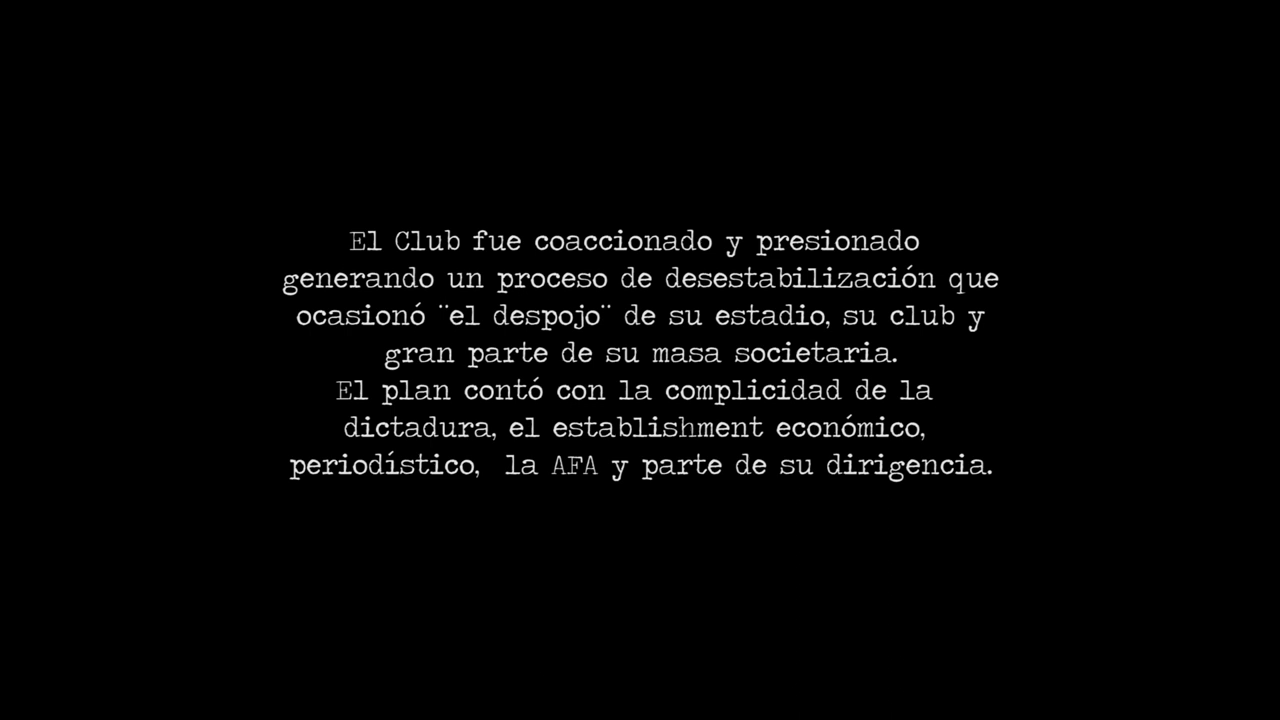 El Club fue coaccionado y presionado
generando un proceso de desestabilización que
ocasionó ¨el despojo¨ de su estadio, su club y
gran parte de su masa societaria.
El plan contó con la complicidad de la
dictadura, el establishment económico,
periodístico,  la AFA y parte de su dirigencia.